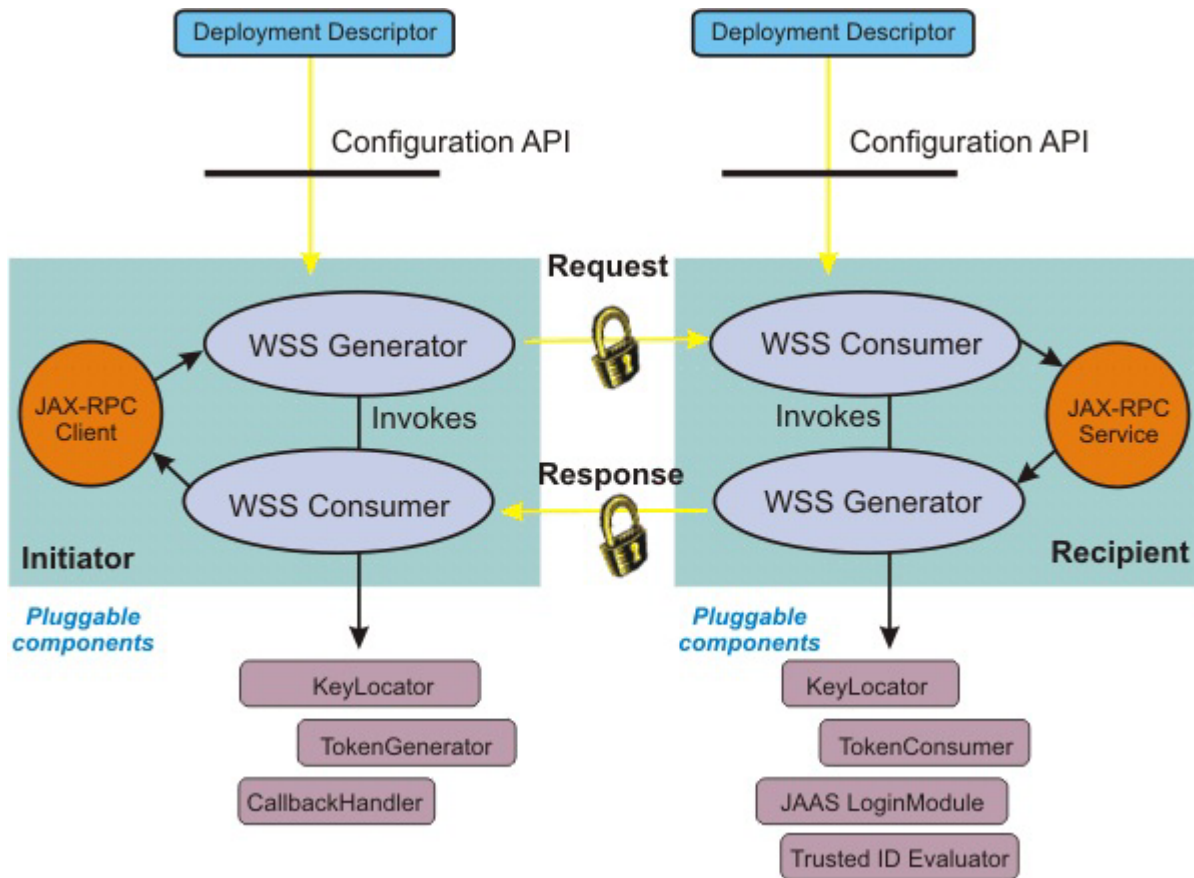 Deployment Descriptor
Deployment Descriptor
Configuration API
Configuration API
Request
WSS Generator
WSS Consumer
JAX-RPC
Client
JAX-RPC
Service
Invokes
Invokes
Response
WSS Consumer
WSS Generator
Initiator
Recipient
Pluggable
components
Pluggable
components
KeyLocator
KeyLocator
TokenGenerator
TokenConsumer
CallbackHandler
JAAS LoginModule
Trusted ID Evaluator